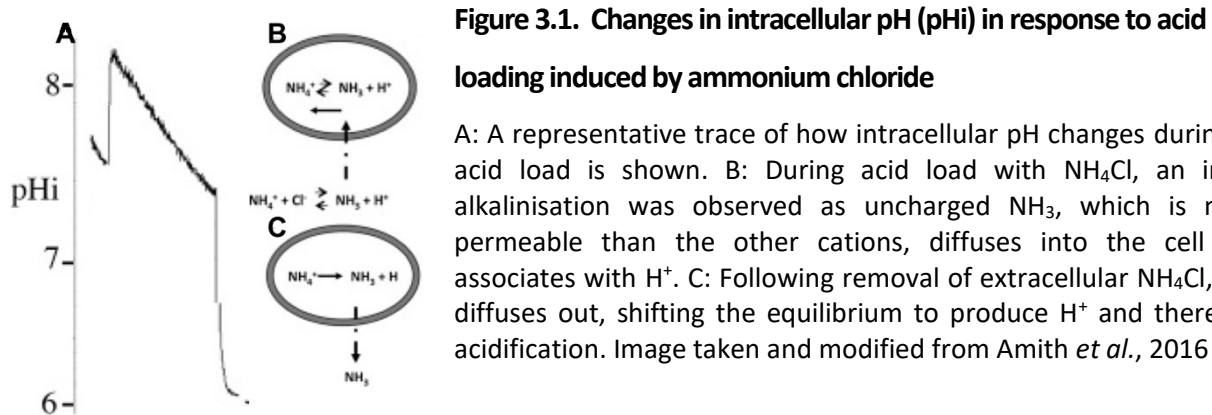 A
8-
pHi
7-
6-
B
NH₄⁺ ⇌ NH₃ + H⁺
NH₄⁺ + Cl⁻ ⇌ NH₃ + H⁺
C
NH₄⁺ → NH₃ + H
NH₃
Figure 3.1. Changes in intracellular pH (pHi) in response to acid
loading induced by ammonium chloride
A: A representative trace of how intracellular pH changes durin
acid load is shown. B: During acid load with NH₄Cl, an in
alkalinisation was observed as uncharged NH₃, which is
permeable than the other cations, diffuses into the cell
associates with H⁺. C: Following removal of extracellular NH₄Cl,
diffuses out, shifting the equilibrium to produce H⁺ and there
acidification. Image taken and modified from Amith et al., 2016